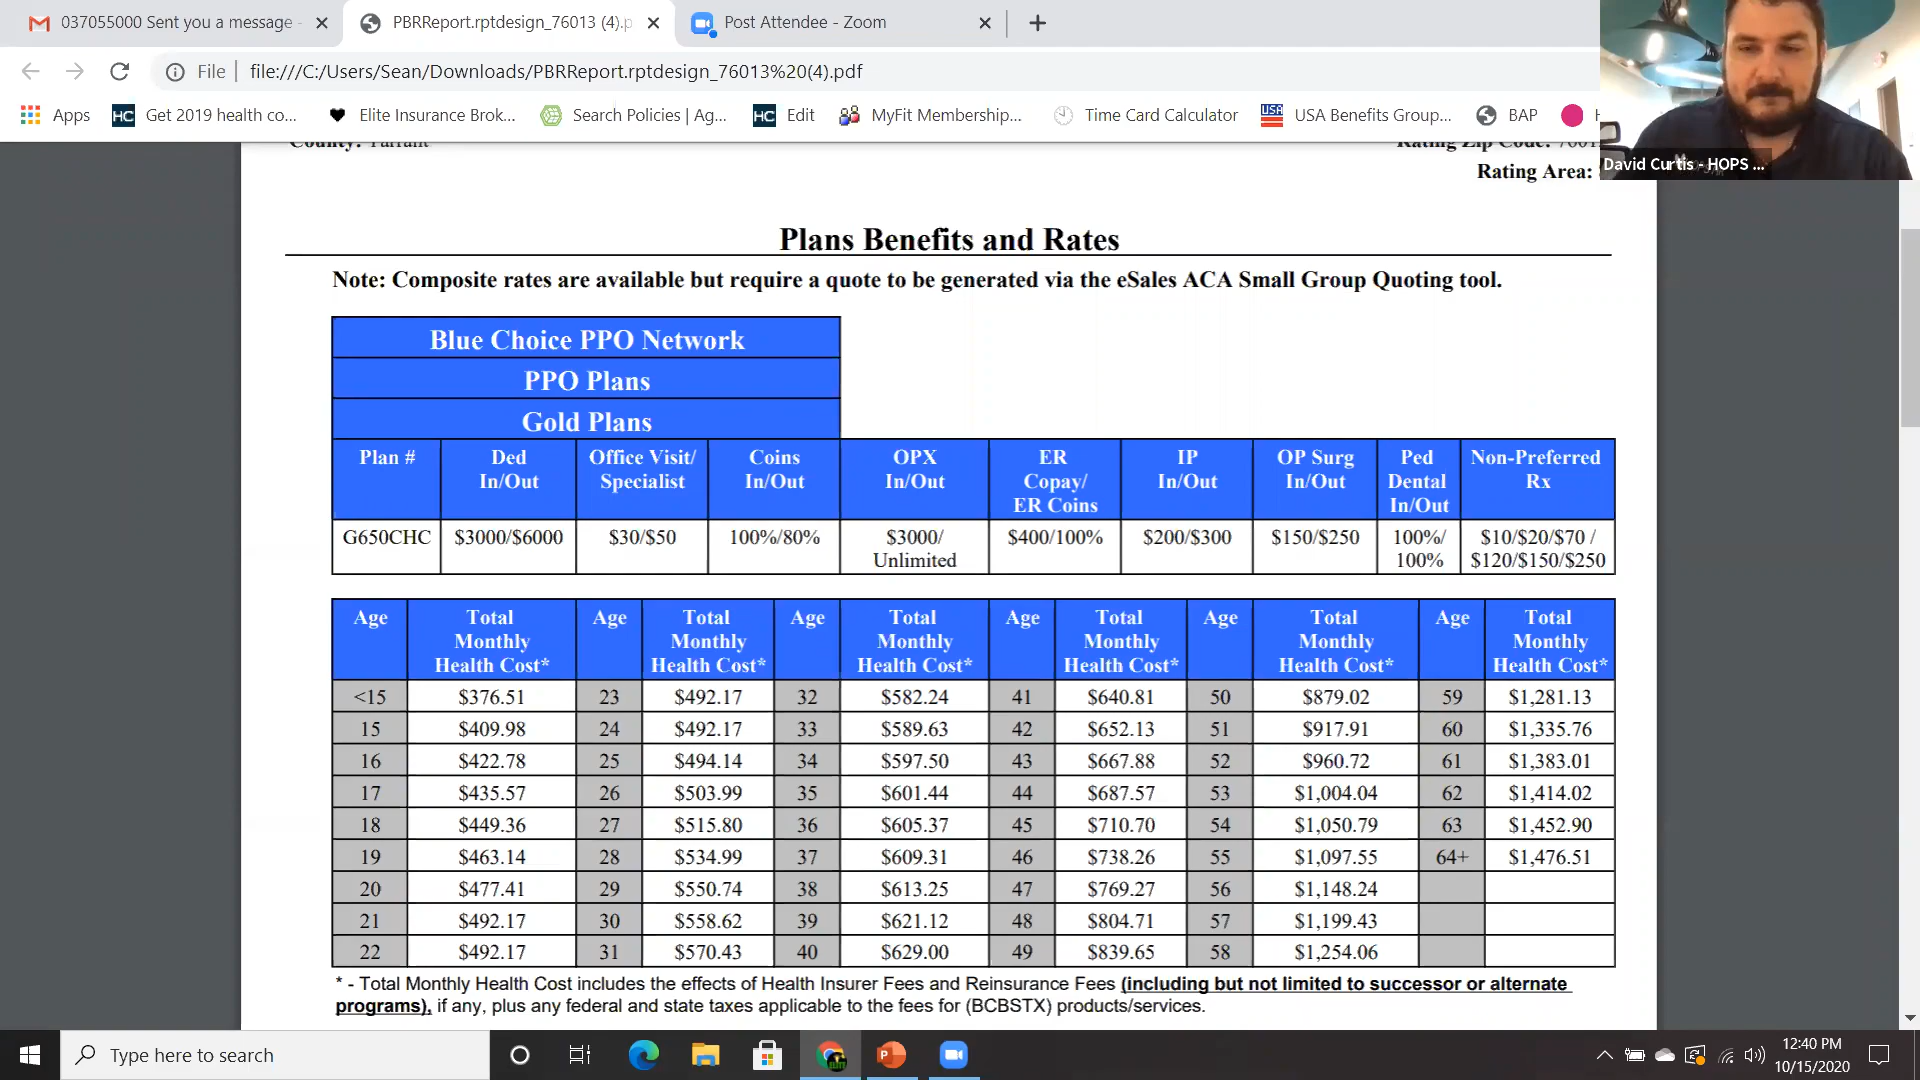 037055000 Sent you a message -
PBRReport.rptdesign_76013 (4).p
Post Attendee - Zoom
File
file:///C:/Users/Sean/Downloads/PBRReport.rptdesign_76013%20(4).pdf
Apps
HC Get 2019 health co...
Elite Insurance Brok...
Search Policies | Ag...
HC Edit
MyFit Membership...
Time Card Calculator
USA USA Benefits Group...
BAP
David Curtis - HOPS ...
County: Tarrant
Rating Zip Code:
Rating Area:
Plans Benefits and Rates
Note: Composite rates are available but require a quote to be generated via the eSales ACA Small Group Quoting tool.
Blue Choice PPO Network
PPO Plans
Gold Plans
Plan # Ded Office Visit/ Coins OPX ER IP OP Surg Ped Non-Preferred
In/Out Specialist In/Out In/Out Copay/ In/Out In/Out Dental Rx
ER Coins In/Out
G650CHC $3000/$6000 $30/$50 100%/80% $3000/ $400/100% $200/$300 $150/$250 100%/ $10/$20/$70 /
Unlimited 100% $120/$150/$250
Age Total Age Total Age Total Age Total Age Total Age Total
Monthly Monthly Monthly Monthly Monthly Monthly
Health Cost* Health Cost* Health Cost* Health Cost* Health Cost* Health Cost*
<15 $376.51 23 $492.17 32 $582.24 41 $640.81 50 $879.02 59 $1,281.13
15 $409.98 24 $492.17 33 $589.63 42 $652.13 51 $917.91 60 $1,335.76
16 $422.78 25 $494.14 34 $597.50 43 $667.88 52 $960.72 61 $1,383.01
17 $435.57 26 $503.99 35 $601.44 44 $687.57 53 $1,004.04 62 $1,414.02
18 $449.36 27 $515.80 36 $605.37 45 $710.70 54 $1,050.79 63 $1,452.90
19 $463.14 28 $534.99 37 $609.31 46 $738.26 55 $1,097.55 64+ $1,476.51
20 $477.41 29 $550.74 38 $613.25 47 $769.27 56 $1,148.24
21 $492.17 30 $558.62 39 $621.12 48 $804.71 57 $1,199.43
22 $492.17 31 $570.43 40 $629.00 49 $839.65 58 $1,254.06
* - Total Monthly Health Cost includes the effects of Health Insurer Fees and Reinsurance Fees (including but not limited to successor or alternate
programs), if any, plus any federal and state taxes applicable to the fees for (BCBSTX) products/services.
Type here to search
12:40 PM
10/15/2020